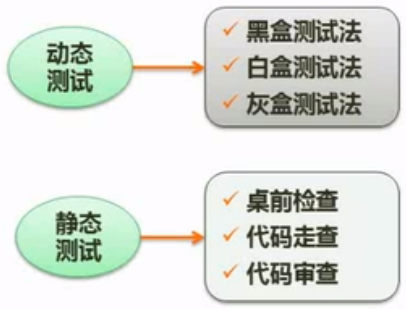 动态
测试
✓ 黑盒测试法
✓ 白盒测试法
✓ 灰盒测试法
静态
测试
✓ 桌前检查
✓ 代码走查
✓ 代码审查